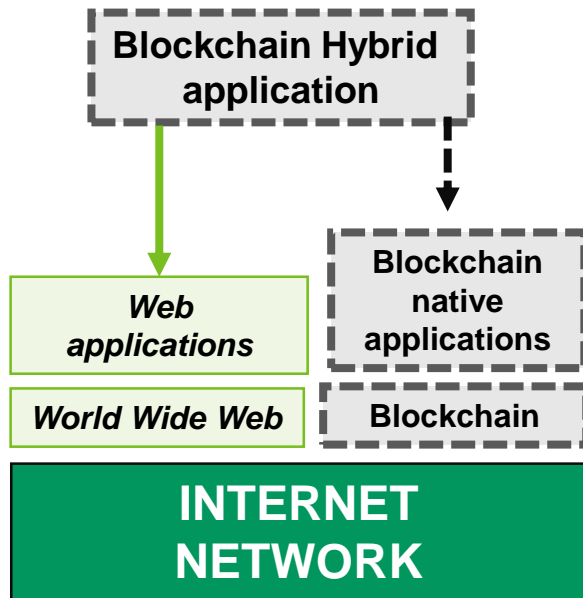 Blockchain Hybrid
application
Web
applications
Blockchain
native
applications
World Wide Web
Blockchain
INTERNET
NETWORK